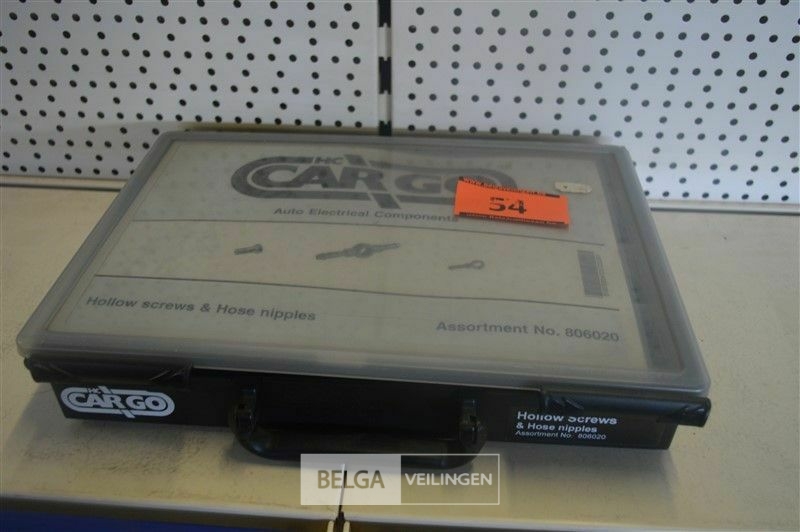 HC
CARGO
Auto Electrical Components
54
Hollow screws & Hose nipples
Assortment No. 806020
HC
CARGO
Hollow Screws
& Hose nipples
Assortment No. 806020
BELGA VEILINGEN